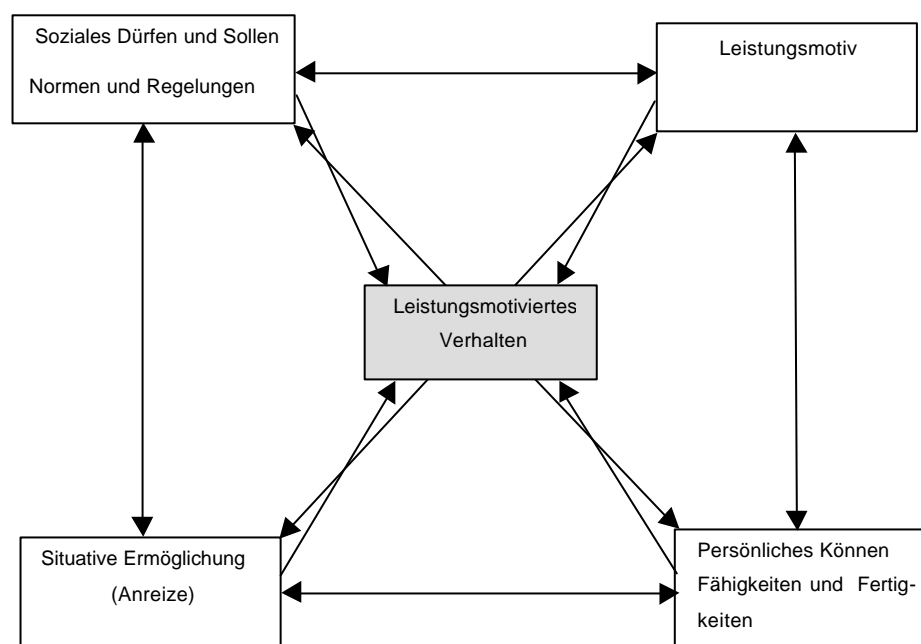 Soziales Dürfen und Sollen
Normen und Regelungen
Leistungsmotiv
Leistungsmotiviertes
Verhalten
Situative Ermöglichung
(Anreize)
Persönliches Können
Fähigkeiten und Fertig-
keiten